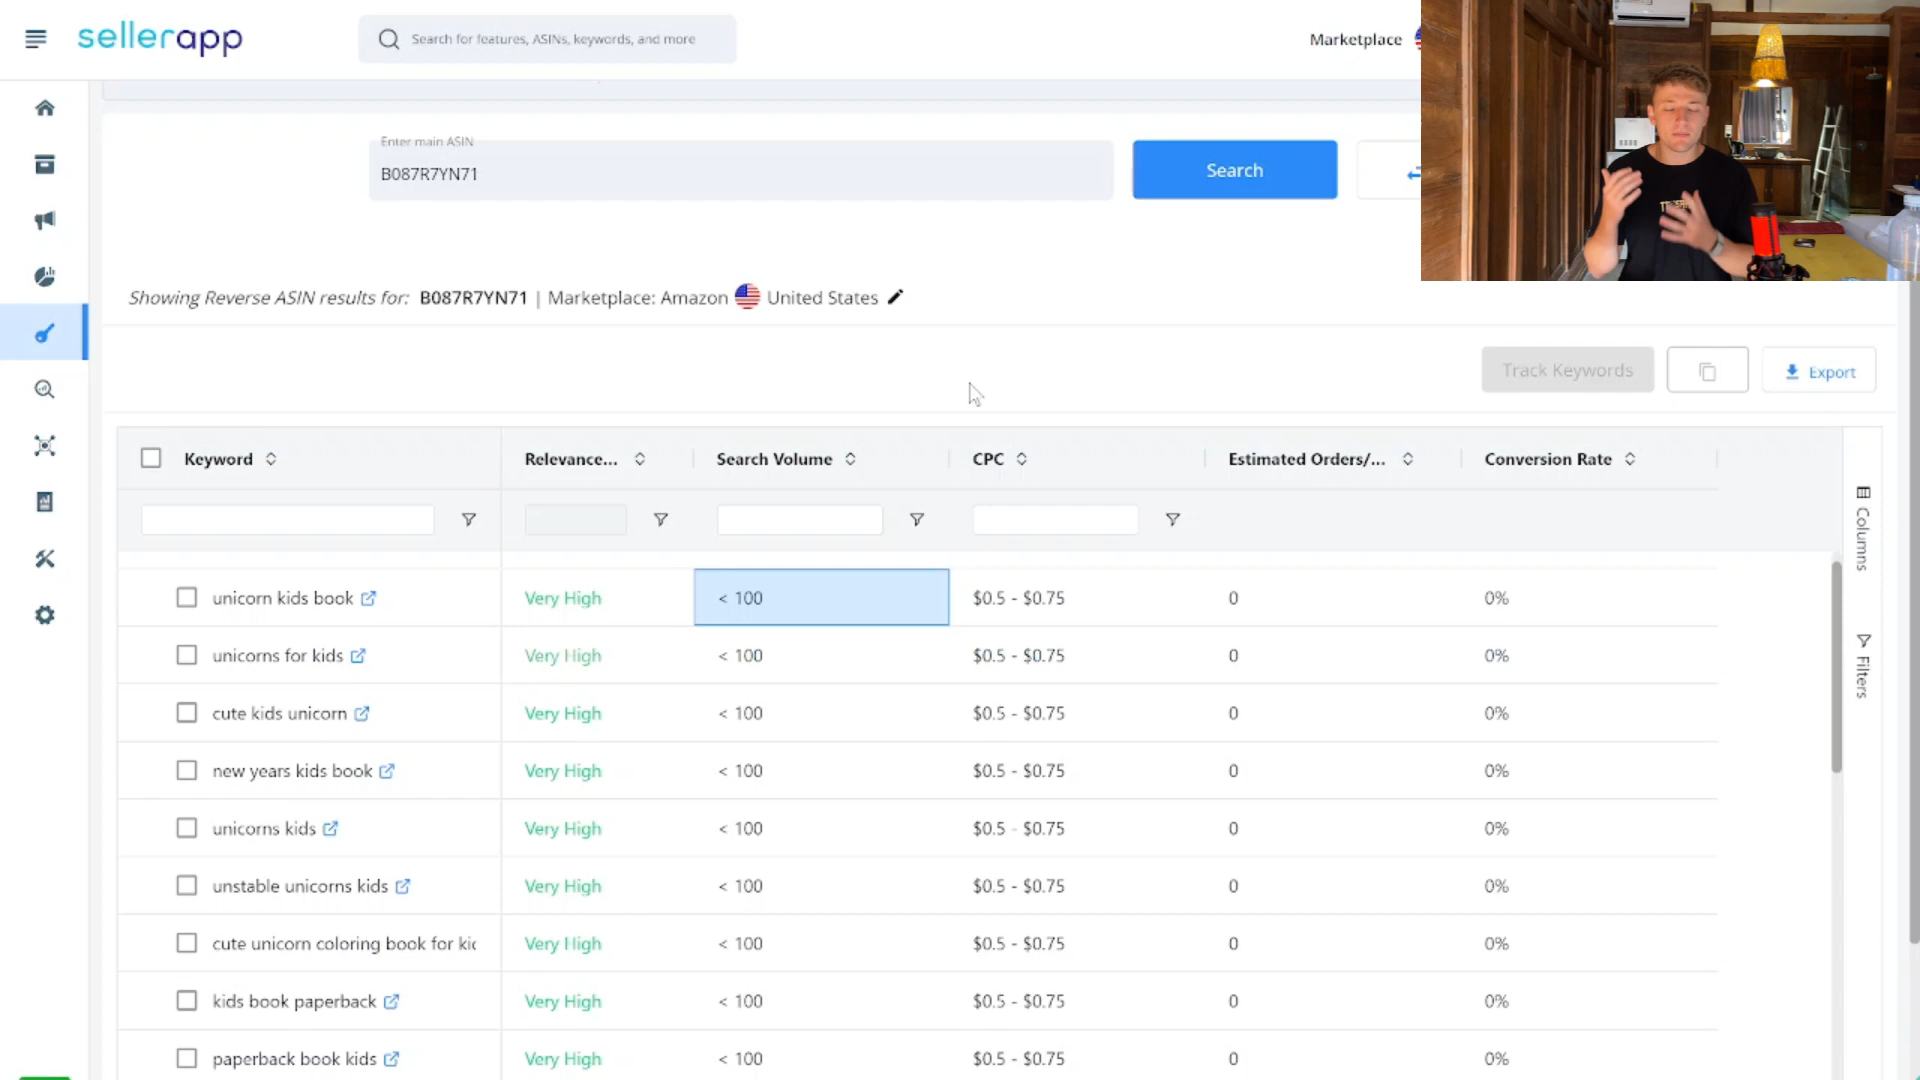 sellerapp
Search for features, ASINs, keywords, and more
Marketplace
Enter main ASIN
B087R7YN71
Search
Showing Reverse ASIN results for: B087R7YN71 | Marketplace: Amazon United States
Track Keywords
Export
Keyword Relevance... Search Volume CPC Estimated Orders/... Conversion Rate
Columns
Filters
unicorn kids book Very High < 100 $0.5 - $0.75 0 0%
unicorns for kids Very High < 100 $0.5 - $0.75 0 0%
cute kids unicorn Very High < 100 $0.5 - $0.75 0 0%
new years kids book Very High < 100 $0.5 - $0.75 0 0%
unicorns kids Very High < 100 $0.5 - $0.75 0 0%
unstable unicorns kids Very High < 100 $0.5 - $0.75 0 0%
cute unicorn coloring book for kic Very High < 100 $0.5 - $0.75 0 0%
kids book paperback Very High < 100 $0.5 - $0.75 0 0%
paperback book kids Very High < 100 $0.5 - $0.75 0 0%